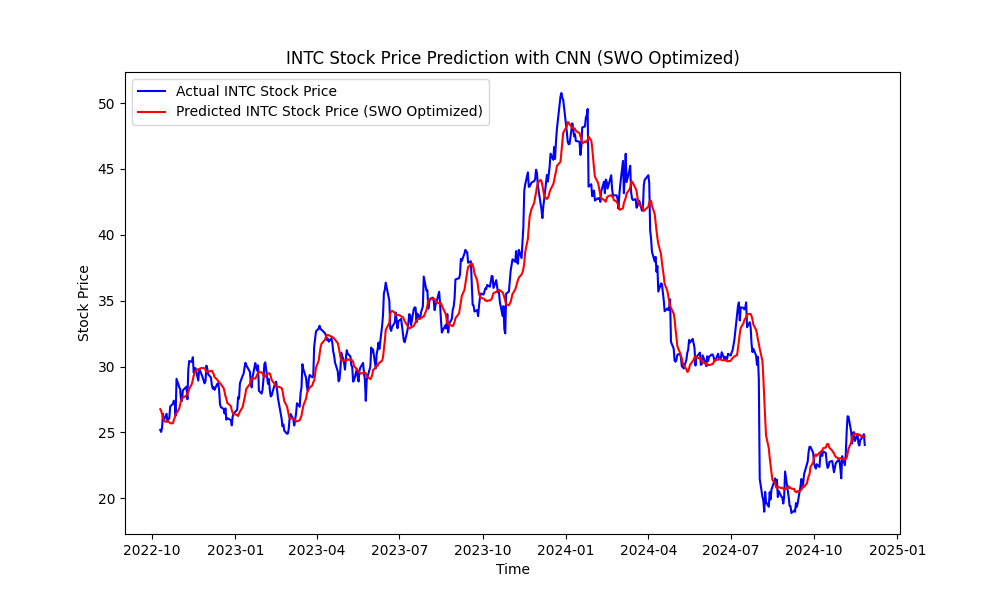 INTC Stock Price Prediction with CNN (SWO Optimized)
Actual INTC Stock Price
Predicted INTC Stock Price (SWO Optimized)
Stock Price
50
45
40
35
30
25
20
2022-10 2023-01 2023-04 2023-07 2023-10 2024-01 2024-04 2024-07 2024-10 2025-01
Time